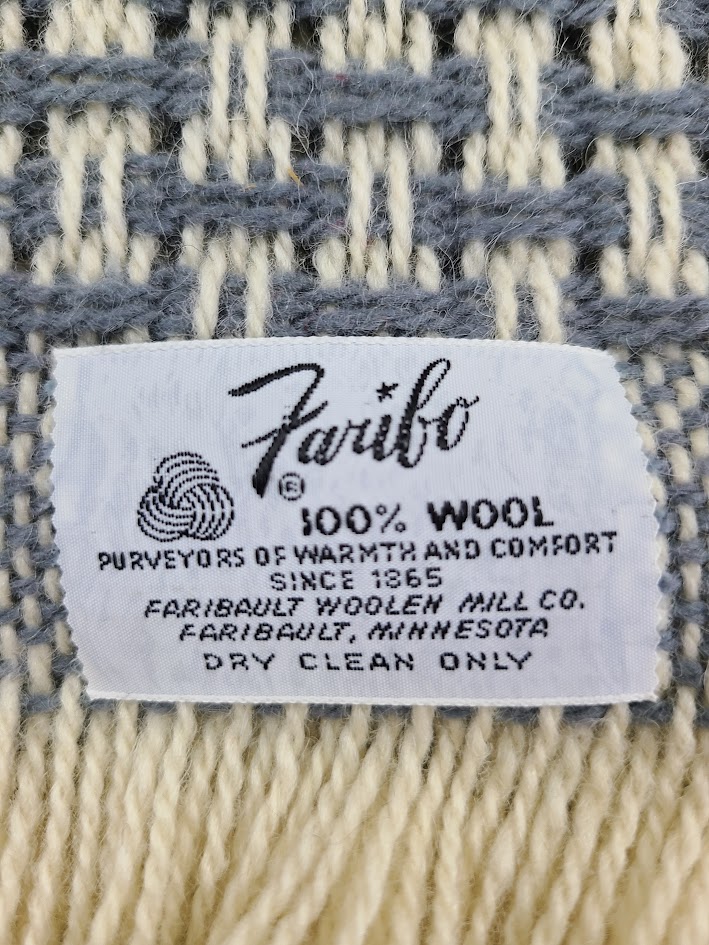 Faribo
®
100% WOOL
PURVEYORS OF WARMTH AND COMFORT
SINCE 1865
FARIBAULT WOOLEN MILL CO.
FARIBAULT, MINNESOTA
DRY CLEAN ONLY